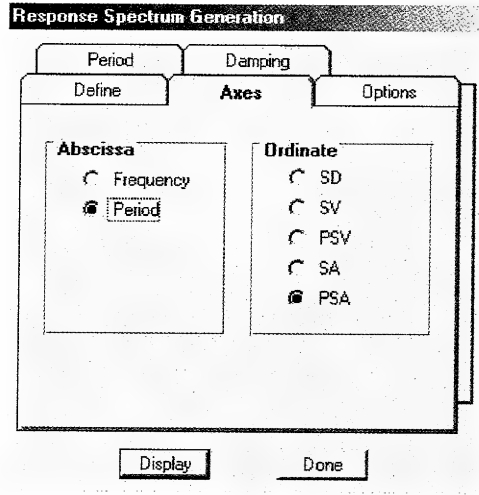 Response Spectrum Generation
Period Damping
Define Axes Options
Abscissa Ordinate
Frequency SD
Period SV
PSV
SA
PSA
Display Done